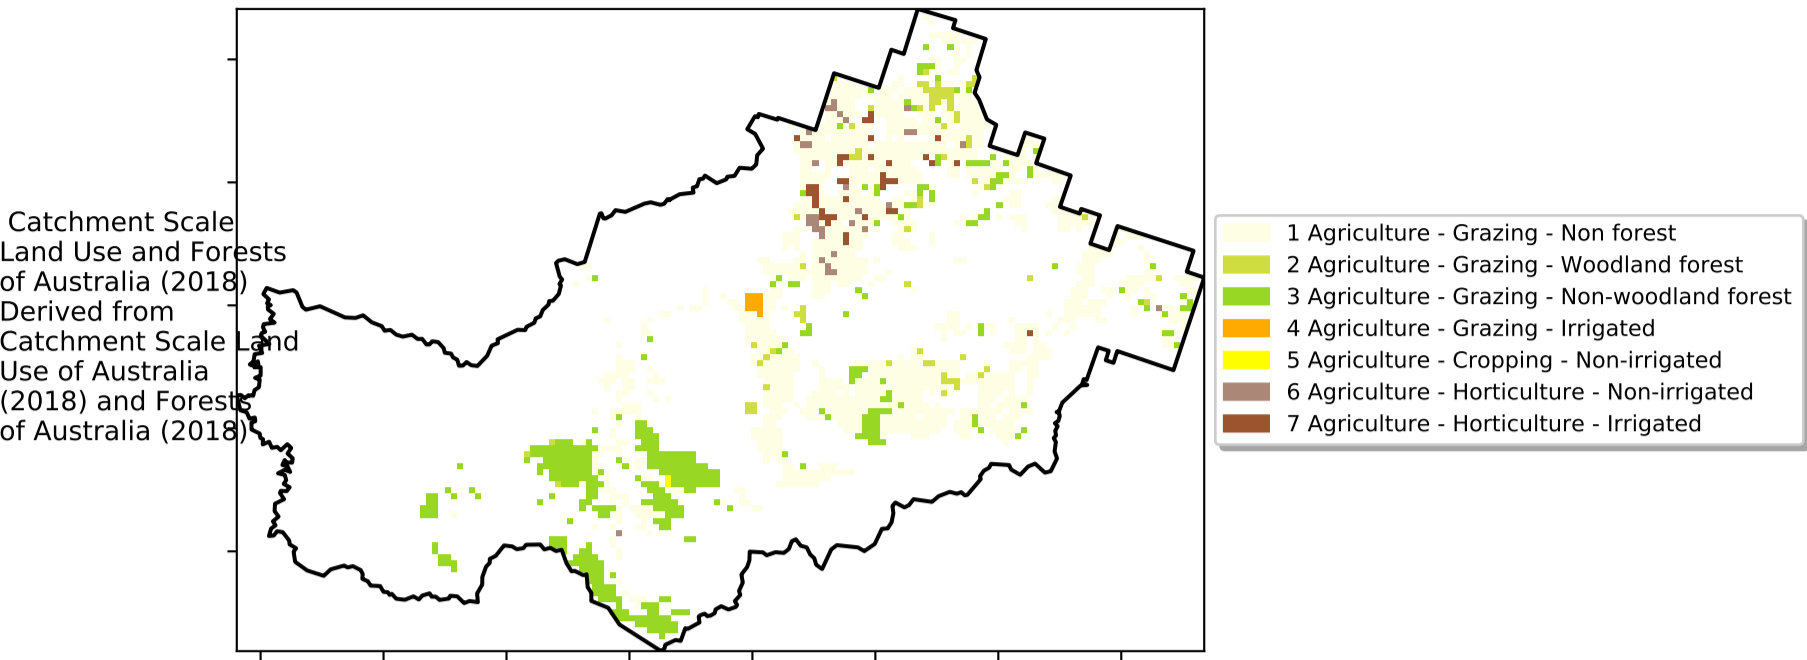 Catchment Scale
Land Use and Forests
of Australia (2018)
Derived from
Catchment Scale Land
Use of Australia
(2018) and Forests
of Australia (2018)
1 Agriculture - Grazing - Non forest
2 Agriculture - Grazing - Woodland forest
3 Agriculture - Grazing - Non-woodland forest
4 Agriculture - Grazing - Irrigated
5 Agriculture - Cropping - Non-irrigated
6 Agriculture - Horticulture - Non-irrigated
7 Agriculture - Horticulture - Irrigated